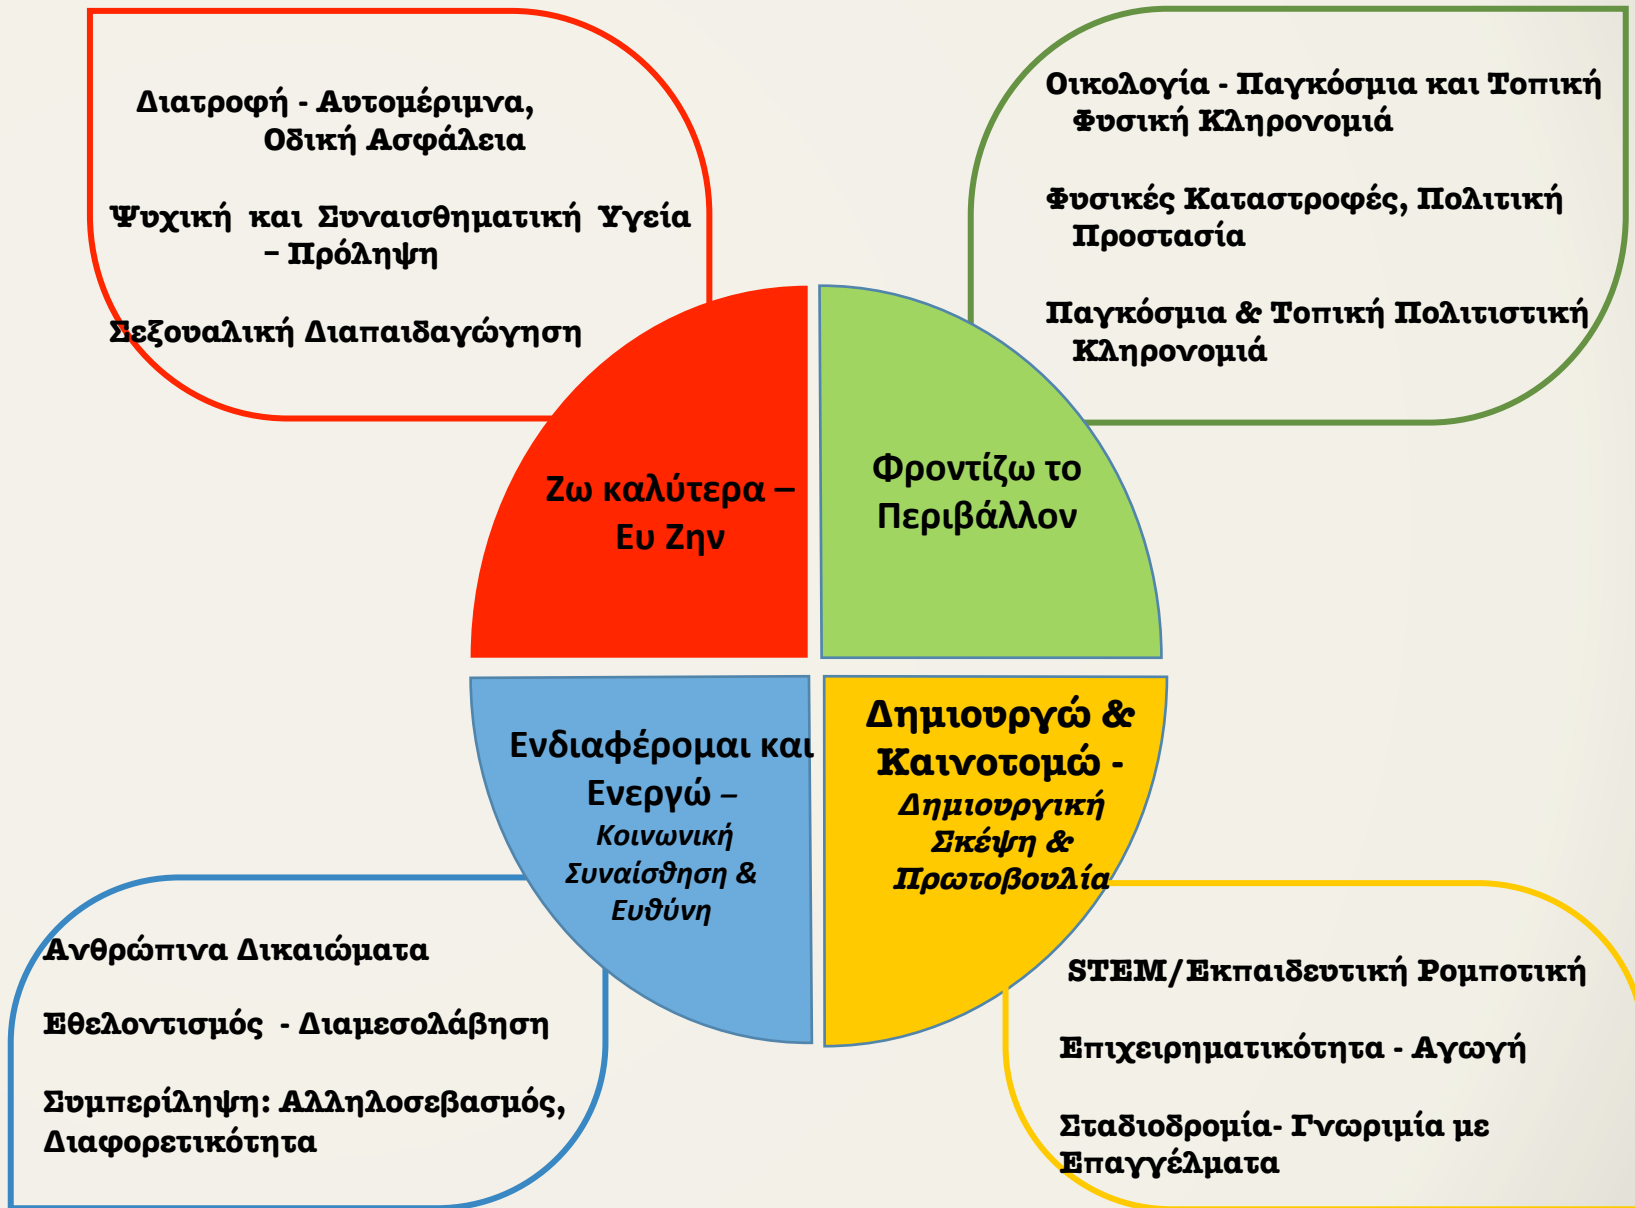 Διατροφή - Αυτομέριμνα,
Οδική Ασφάλεια
Ψυχική και Συναισθηματική Υγεία
– Πρόληψη
Σεξουαλική Διαπαιδαγώγηση
Οικολογία - Παγκόσμια και Τοπική
Φυσική Κληρονομιά
Φυσικές Καταστροφές, Πολιτική
Προστασία
Παγκόσμια & Τοπική Πολιτιστική
Κληρονομιά
Ζω καλύτερα –
Ευ Ζην
Φροντίζω το
Περιβάλλον
Ενδιαφέρομαι και
Ενεργώ –
Κοινωνική
Συναίσθηση &
Ευθύνη
Δημιουργώ &
Καινοτομώ -
Δημιουργική
Σκέψη &
Πρωτοβουλία
Ανθρώπινα Δικαιώματα
Εθελοντισμός - Διαμεσολάβηση
Συμπερίληψη: Αλληλοσεβασμός,
Διαφορετικότητα
STEM/Εκπαιδευτική Ρομποτική
Επιχειρηματικότητα - Αγωγή
Σταδιοδρομία- Γνωριμία με
Επαγγέλματα